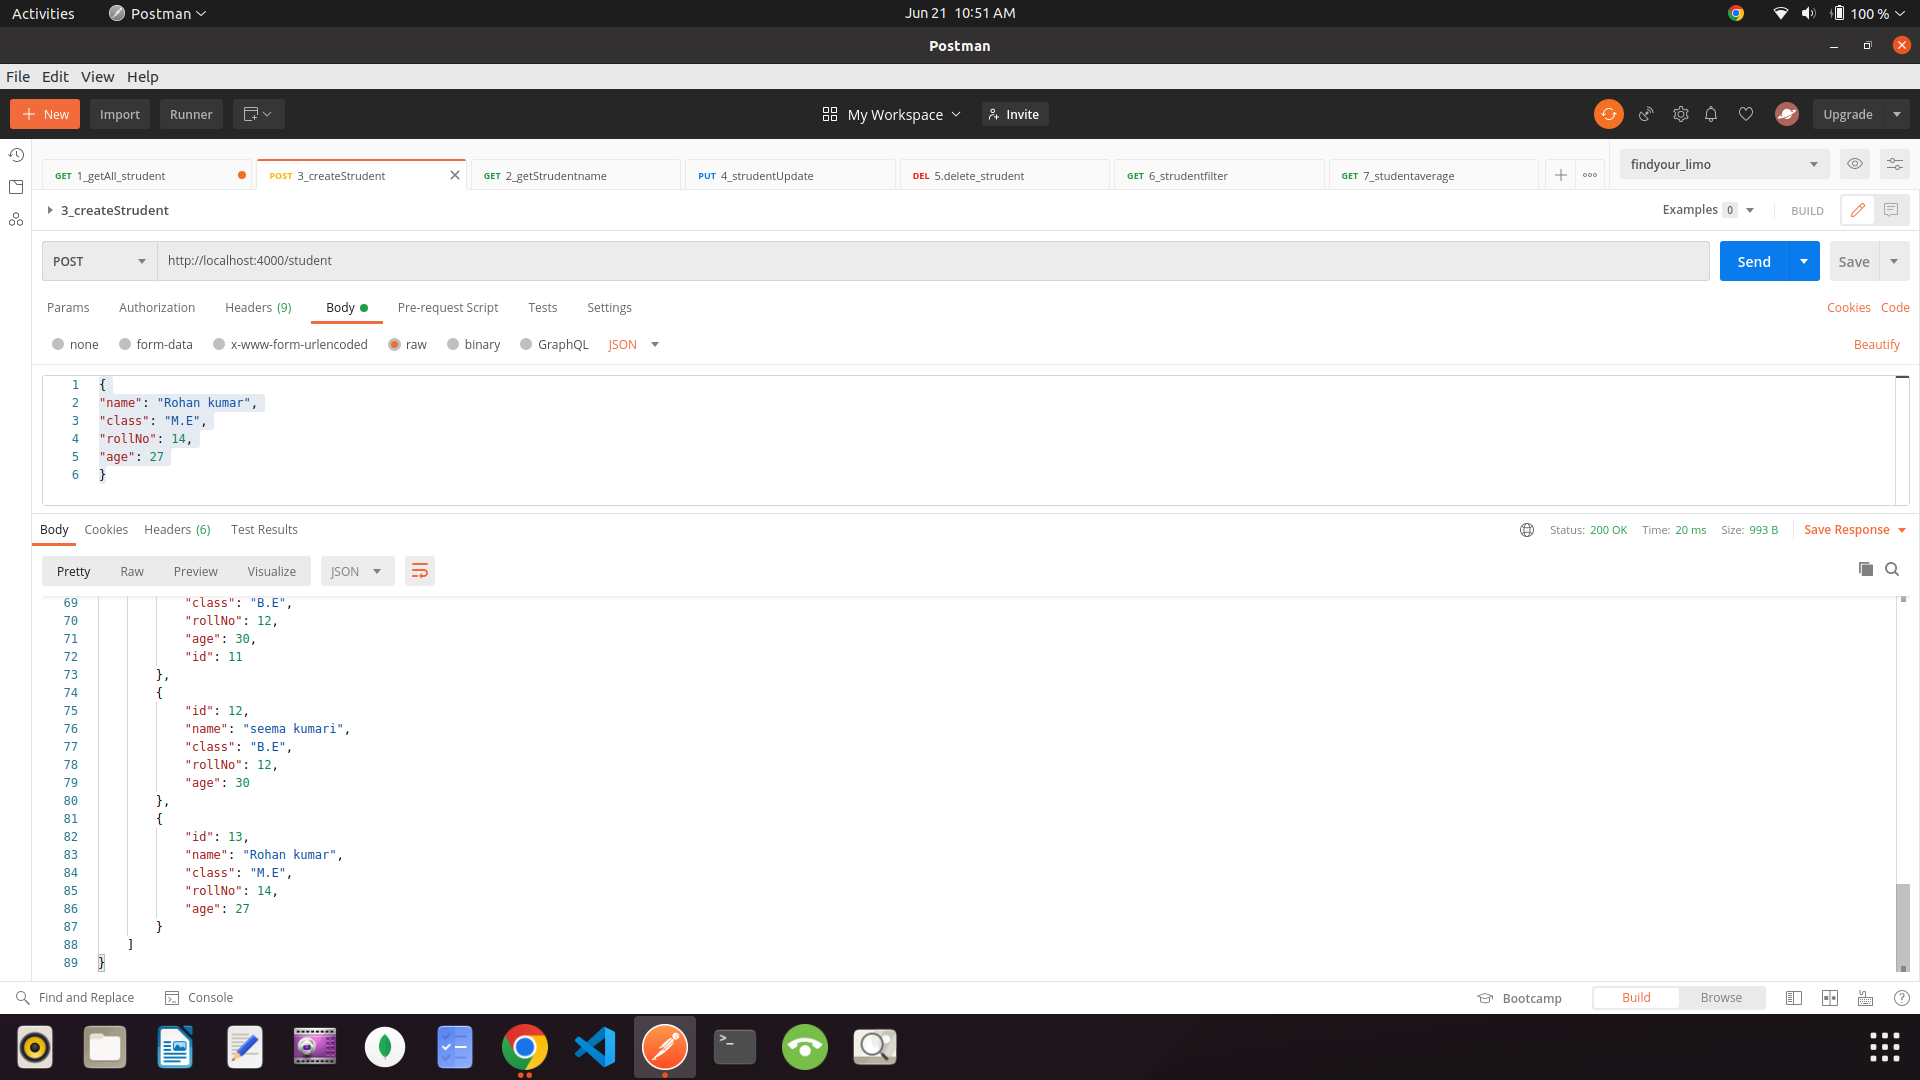 Activities Postman Jun 21 10:51 AM 100 %
Postman
File Edit View Help
New Import Runner My Workspace Invite Upgrade
GET 1_getAll_strudent POST 3_createStrudent GET 2_getStrudentname PUT 4_strudentUpdate DEL 5.delete_strudent GET 6_strudentfilter GET 7_studentaverage findyour_limo
3_createStrudent Examples 0 BUILD
POST http://localhost:4000/student Send Save
Params Authorization Headers (9) Body Pre-request Script Tests Settings Cookies Code
none form-data x-www-form-urlencoded raw binary GraphQL JSON Beautify
1 {
2 "name": "Rohan kumar",
3 "class": "M.E",
4 "rollNo": 14,
5 "age": 27
6 }
Body Cookies Headers (6) Test Results Status: 200 OK Time: 20 ms Size: 993 B Save Response
Pretty Raw Preview Visualize JSON
69 "class": "B.E",
70 "rollNo": 12,
71 "age": 30,
72 "id": 11
73 },
74 {
75 "id": 12,
76 "name": "seema kumari",
77 "class": "B.E",
78 "rollNo": 12,
79 "age": 30
80 },
81 {
82 "id": 13,
83 "name": "Rohan kumar",
84 "class": "M.E",
85 "rollNo": 14,
86 "age": 27
87 }
88 ]
89 }
Find and Replace Console Bootcamp Build Browse